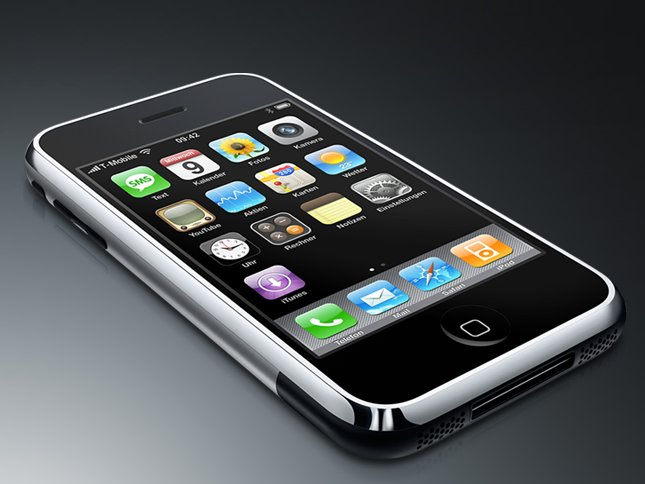 T-Mobile
09:42
SMS
Text
Mittwoch
9
Kalender
Fotos
Kamera
YouTube
Aktien
280
Karten
Wetter
Uhr
Rechner
Notizen
Einstellungen
iTunes
Telefon
Mail
Safari
iPod